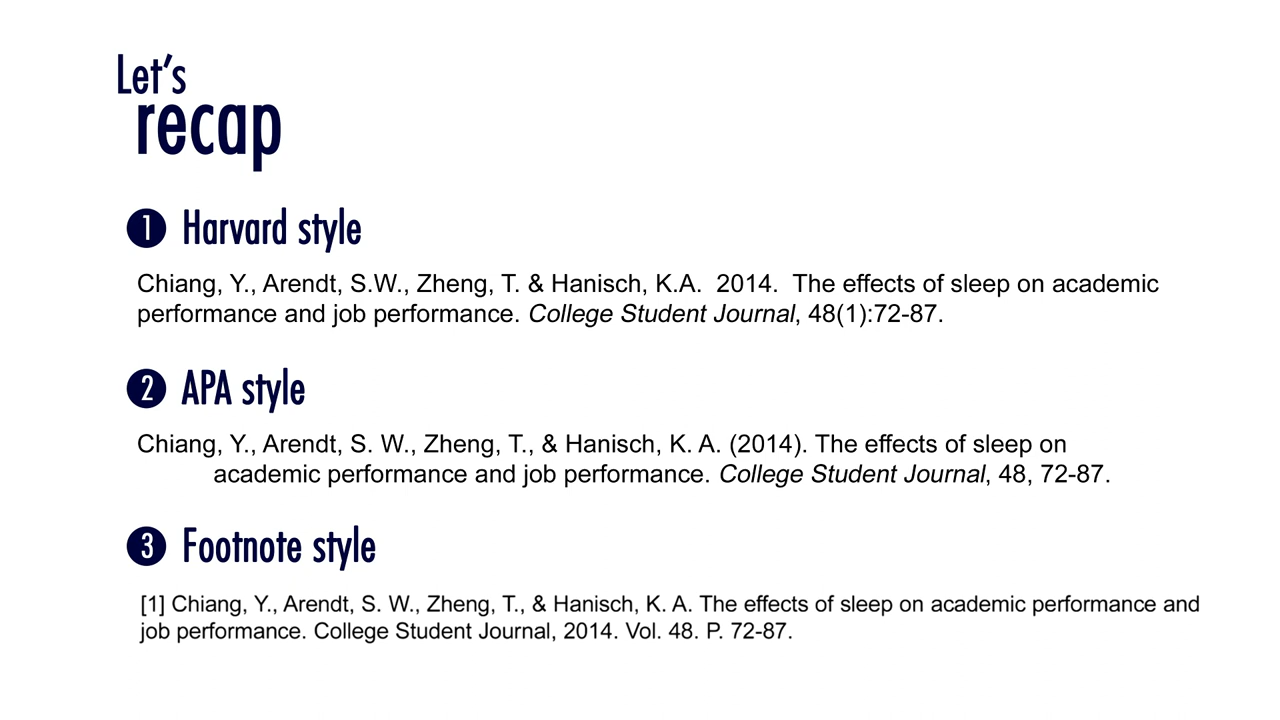 Let's
recap
1 Harvard style
Chiang, Y., Arendt, S.W., Zheng, T. & Hanisch, K.A.  2014.  The effects of sleep on academic
performance and job performance. College Student Journal, 48(1):72-87.
2 APA style
Chiang, Y., Arendt, S. W., Zheng, T., & Hanisch, K. A. (2014). The effects of sleep on
academic performance and job performance. College Student Journal, 48, 72-87.
3 Footnote style
[1] Chiang, Y., Arendt, S. W., Zheng, T., & Hanisch, K. A. The effects of sleep on academic performance and
job performance. College Student Journal, 2014. Vol. 48. P. 72-87.